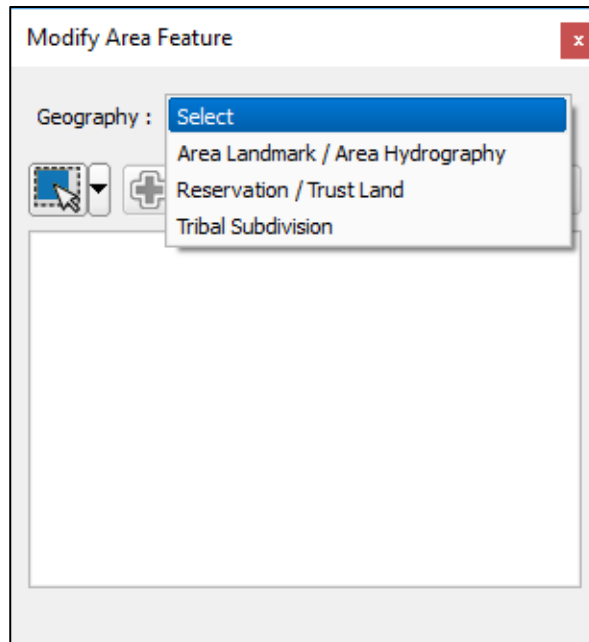 Modify Area Feature
x
Geography :
Select
Area Landmark / Area Hydrography
Reservation / Trust Land
Tribal Subdivision